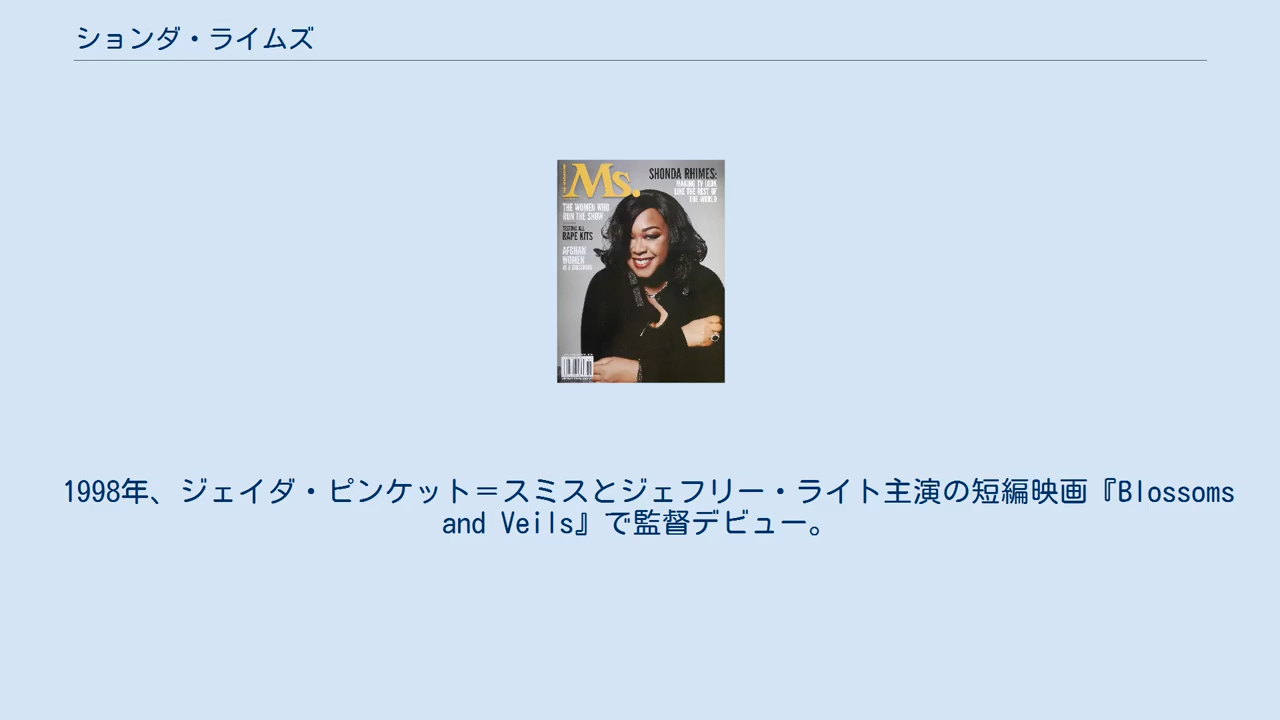 ションダ・ライムズ
Ms.
SHONDA RHIMES:
MAKING TV LOOK
LIKE THE REST OF
THE WORLD
THE WOMEN WHO
RUN THE SHOW
TESTING ALL
RAPE KITS
AFGHAN
WOMEN
1998年、ジェイダ・ピンケット＝スミスとジェフリー・ライト主演の短編映画『Blossoms
and Veils』で監督デビュー。